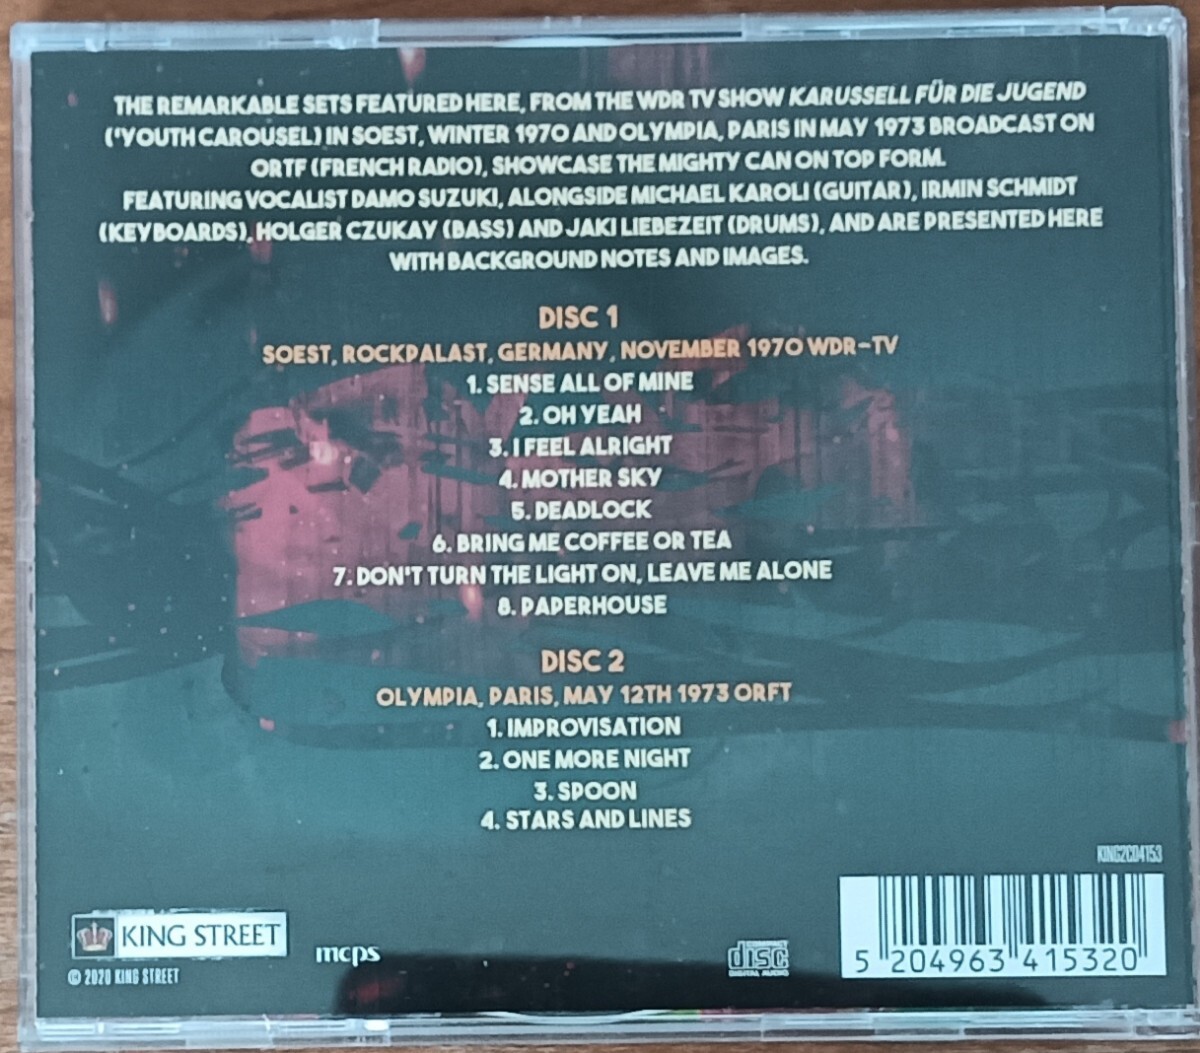 THE REMARKABLE SETS FEATURED HERE, FROM THE WDR TV SHOW KARUSSELL FÜR DIE JUGEND
('YOUTH CAROUSEL) IN SOEST, WINTER 1970 AND OLYMPIA, PARIS IN MAY 1973 BROADCAST ON
ORTF (FRENCH RADIO), SHOWCASE THE MIGHTY CAN ON TOP FORM.
FEATURING VOCALIST DAMO SUZUKI, ALONGSIDE MICHAEL KAROLI (GUITAR), IRMIN SCHMIDT
(KEYBOARDS), HOLGER CZUKAY (BASS) AND JAKI LIEBEZEIT (DRUMS), AND ARE PRESENTED HERE
WITH BACKGROUND NOTES AND IMAGES.
DISC 1
SOEST, ROCKPALAST, GERMANY, NOVEMBER 1970 WDR-TV
1. SENSE ALL OF MINE
2. OH YEAH
3. I FEEL ALRIGHT
4. MOTHER SKY
5. DEADLOCK
6. BRING ME COFFEE OR TEA
7. DON'T TURN THE LIGHT ON, LEAVE ME ALONE
8. PAPERHOUSE
DISC 2
OLYMPIA, PARIS, MAY 12TH 1973 ORFT
1. IMPROVISATION
2. ONE MORE NIGHT
3. SPOON
4. STARS AND LINES
KING2CD4153
KING STREET
© 2020 KING STREET
mcps
COMPACT
disc
DIGITAL AUDIO
5 204963 415320